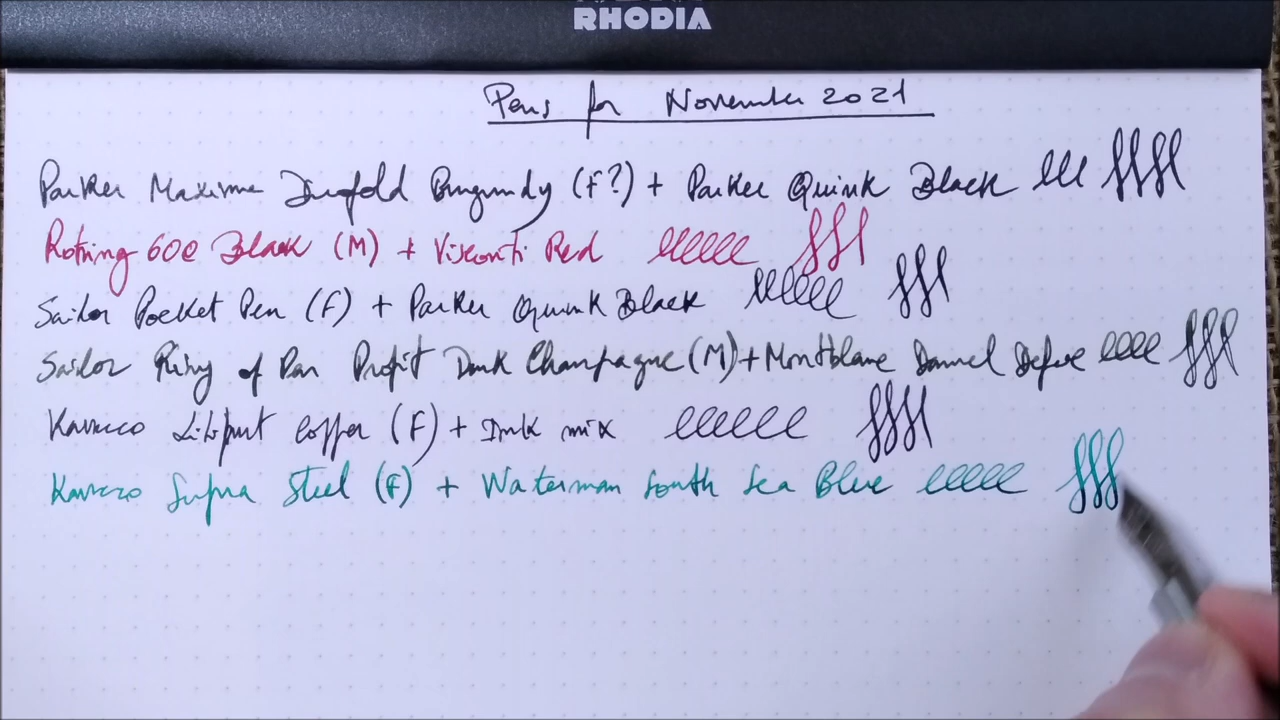 RHODIA
Pens for November 2021
Parker Maxima Duofold Burgundy (F?) + Parker Quink Black
Rotring 600 Black (M) + Visconti Red
Sailor Pocket Pen (F) + Parker Quink Black
Sailor King of Pen Profit Dark Champagne (M) + Montblanc Daniel Defoe
Kaweco Liliput Copper (F) + Ink mix
Kaweco Supra Steel (F) + Waterman South Sea Blue